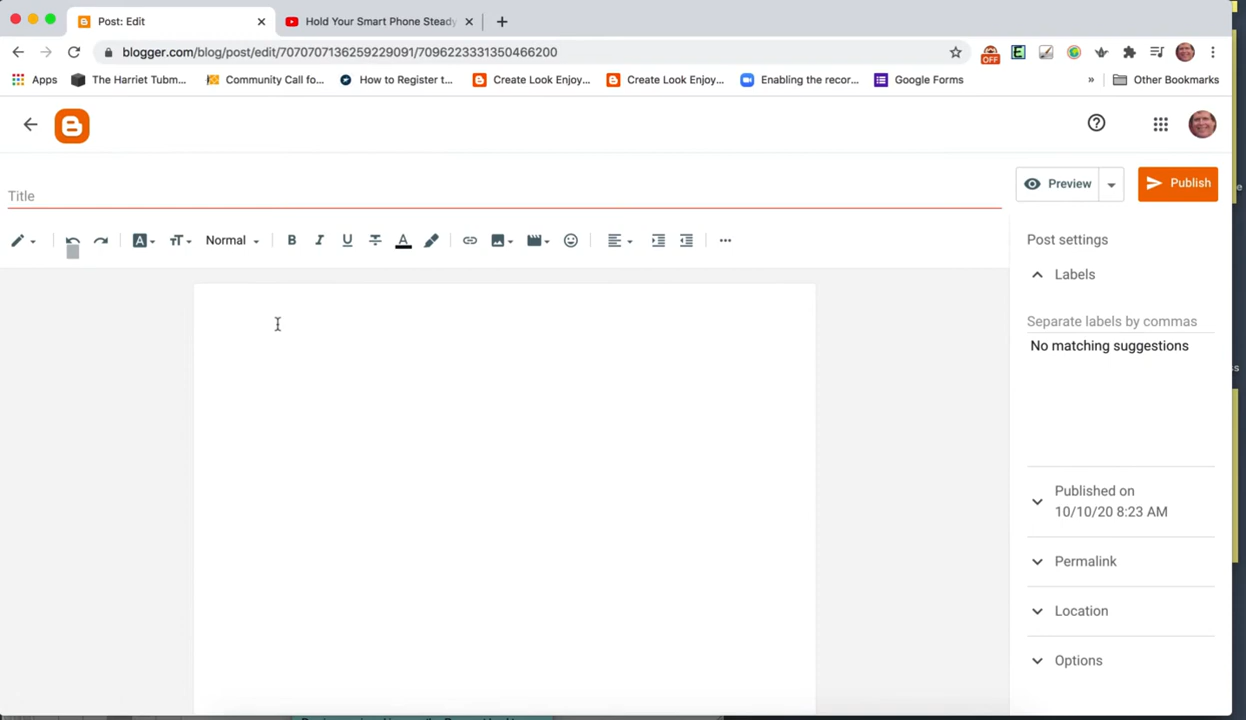 Post: Edit
Hold Your Smart Phone Steady
blogger.com/blog/post/edit/7070707136259229091/7096223331350466200
OFF
Apps
The Harriet Tubm...
Community Call fo...
How to Register t...
Create Look Enjoy...
Create Look Enjoy...
Enabling the recor...
Google Forms
»
Other Bookmarks
Title
Preview
Publish
Normal
B
I
U
Post settings
Labels
Separate labels by commas
No matching suggestions
Published on
10/10/20 8:23 AM
Permalink
Location
Options